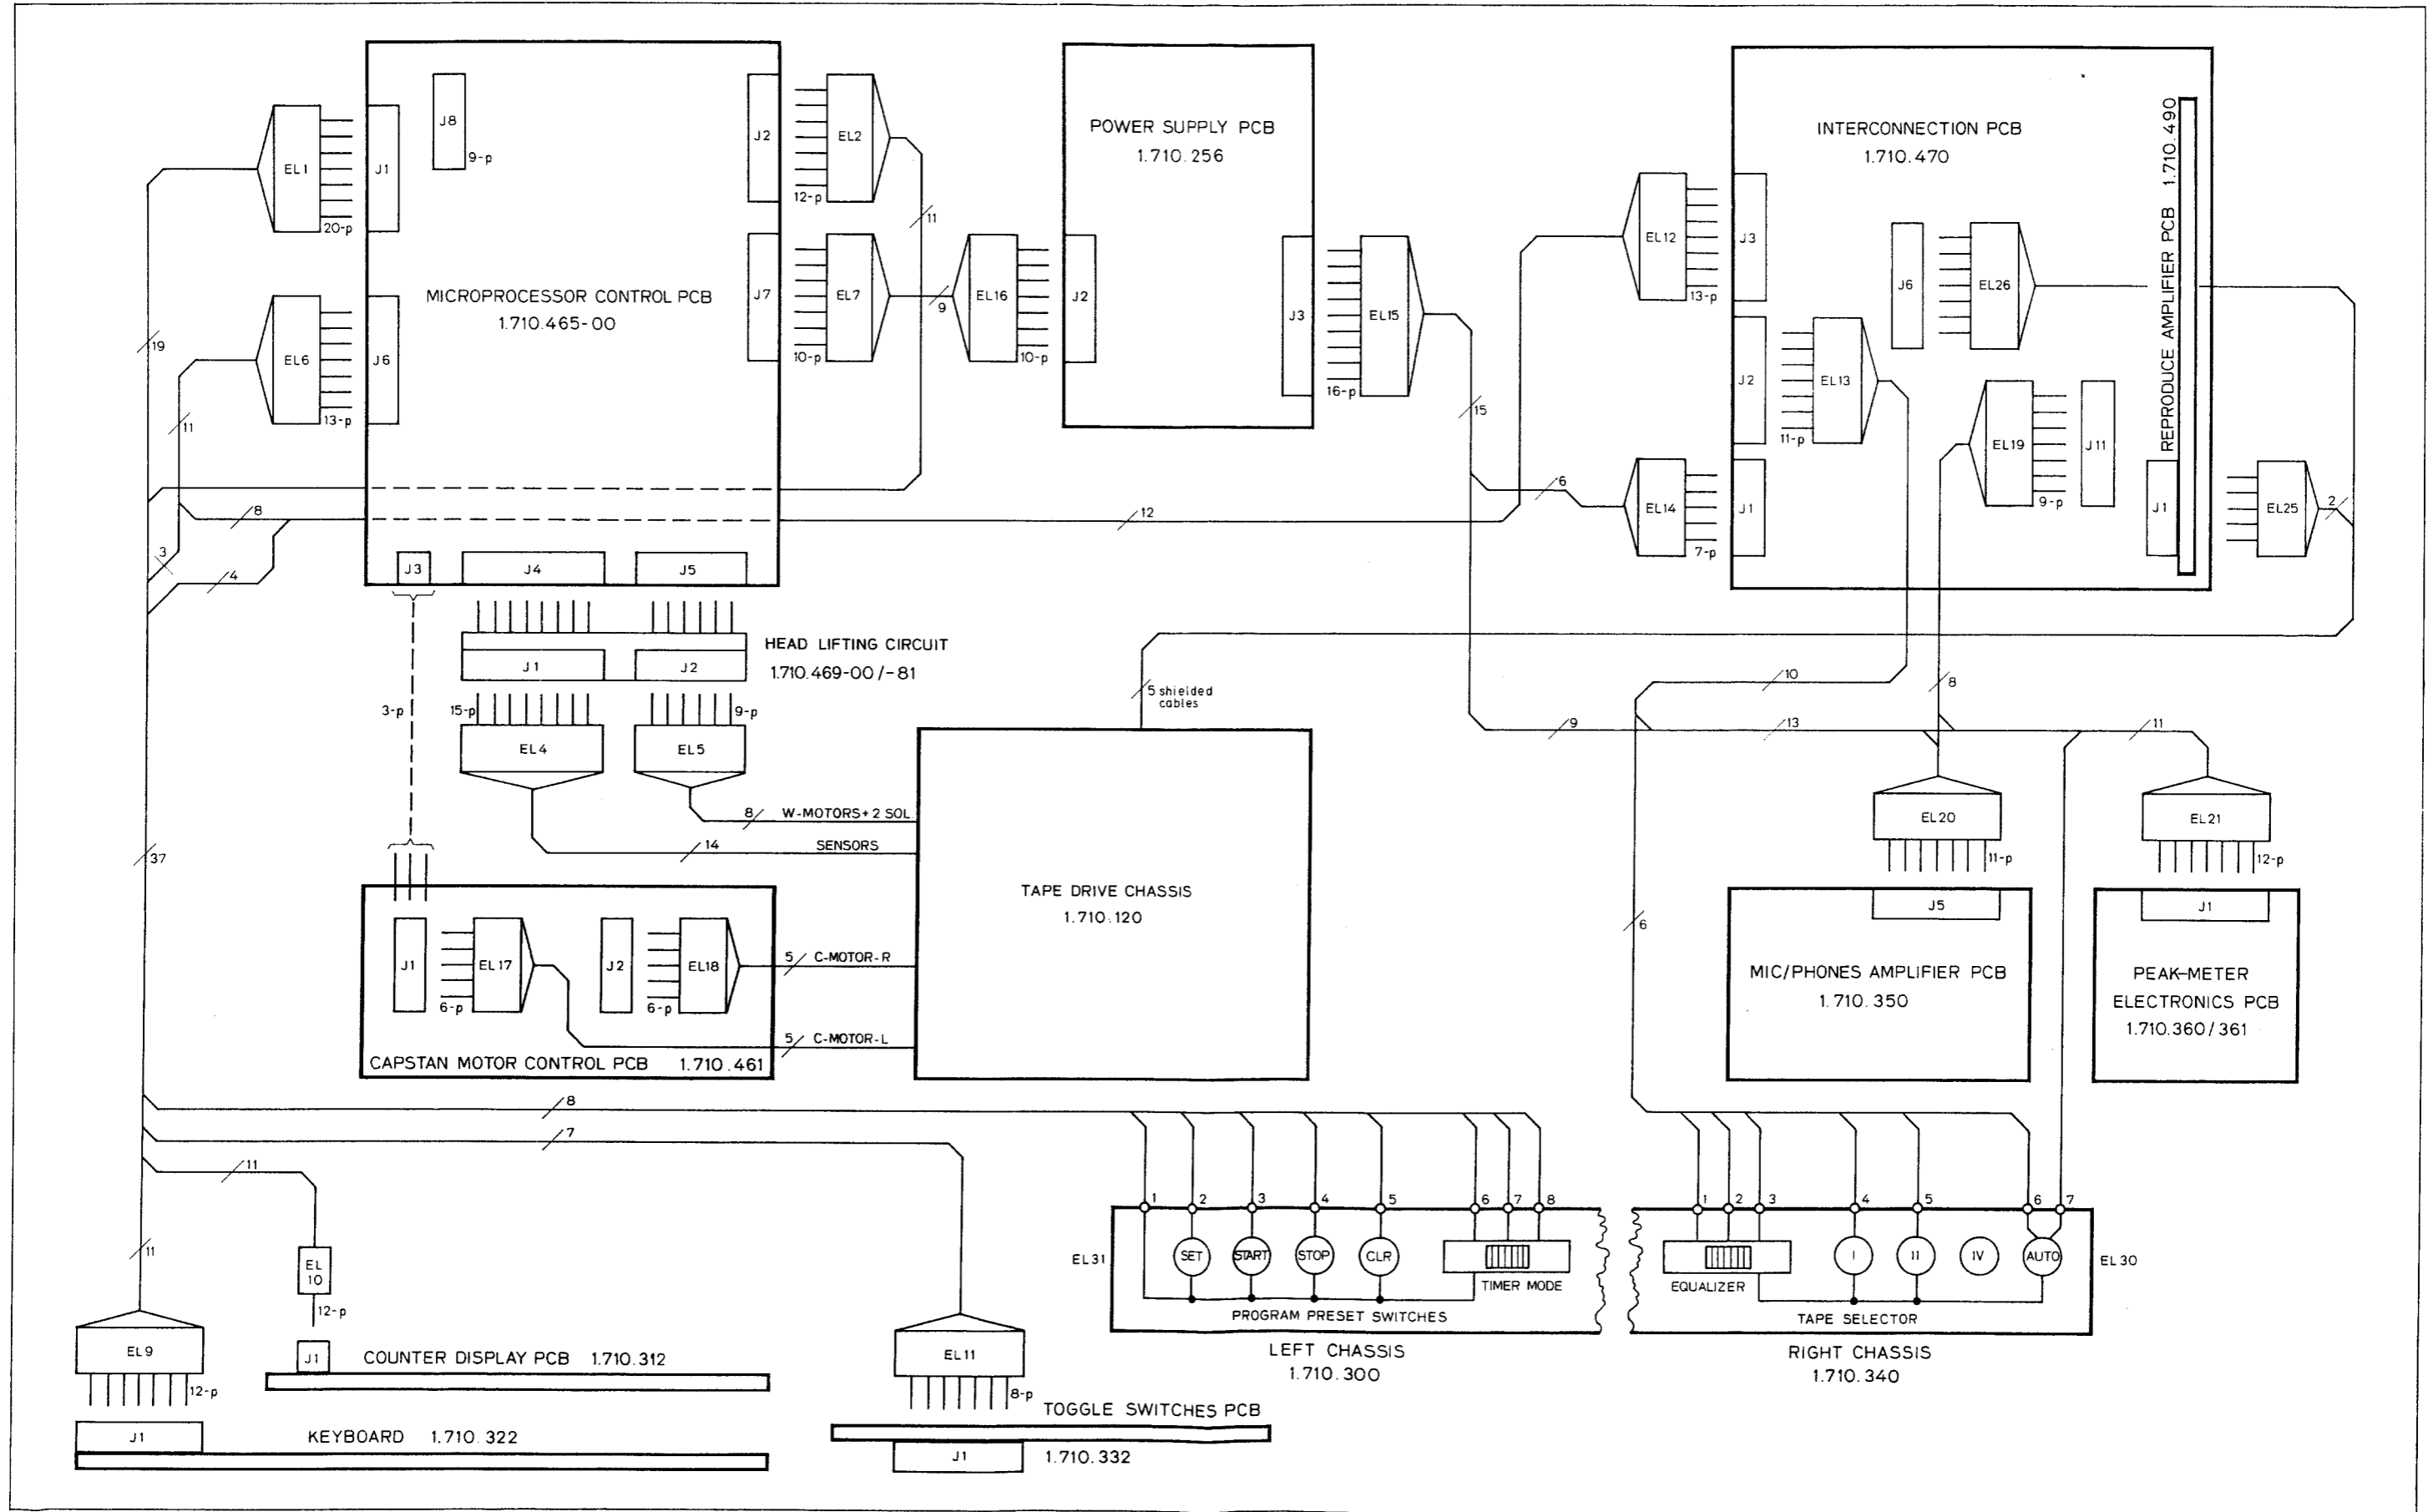 EL1
20-p
J1
J8
9-p
J2
EL2
12-p
11
MICROPROCESSOR CONTROL PCB
1.710.465-00
J7
EL7
10-p
9
EL16
10-p
J2
POWER SUPPLY PCB
1.710.256
J3
EL15
16-p
15
EL6
13-p
J6
19
11
8
3
4
J3
J4
J5
12
6
INTERCONNECTION PCB
1.710.470
REPRODUCE AMPLIFIER PCB 1.710.490
EL12
13-p
J3
J6
EL26
J2
EL13
11-p
EL19
9-p
J11
EL14
7-p
J1
J1
EL25
2
HEAD LIFTING CIRCUIT
1.710.469-00/-81
J1
J2
3-p
15-p
9-p
EL4
EL5
5 shielded
cables
10
8
9
13
11
8
W-MOTORS+2 SOL
14
SENSORS
37
TAPE DRIVE CHASSIS
1.710.120
J1
EL17
6-p
J2
EL18
6-p
5
C-MOTOR-R
5
C-MOTOR-L
CAPSTAN MOTOR CONTROL PCB 1.710.461
EL20
11-p
EL21
12-p
6
J5
MIC/PHONES AMPLIFIER PCB
1.710.350
J1
PEAK-METER
ELECTRONICS PCB
1.710.360/361
8
7
11
11
EL
10
12-p
EL9
12-p
J1
COUNTER DISPLAY PCB 1.710.312
J1
KEYBOARD 1.710.322
EL11
8-p
TOGGLE SWITCHES PCB
J1
1.710.332
1 2 3 4 5 6 7 8
EL31
SET
START
STOP
CLR
TIMER MODE
PROGRAM PRESET SWITCHES
LEFT CHASSIS
1.710.300
1 2 3 4 5 6 7
EQUALIZER
I
II
IV
AUTO
EL30
TAPE SELECTOR
RIGHT CHASSIS
1.710.340